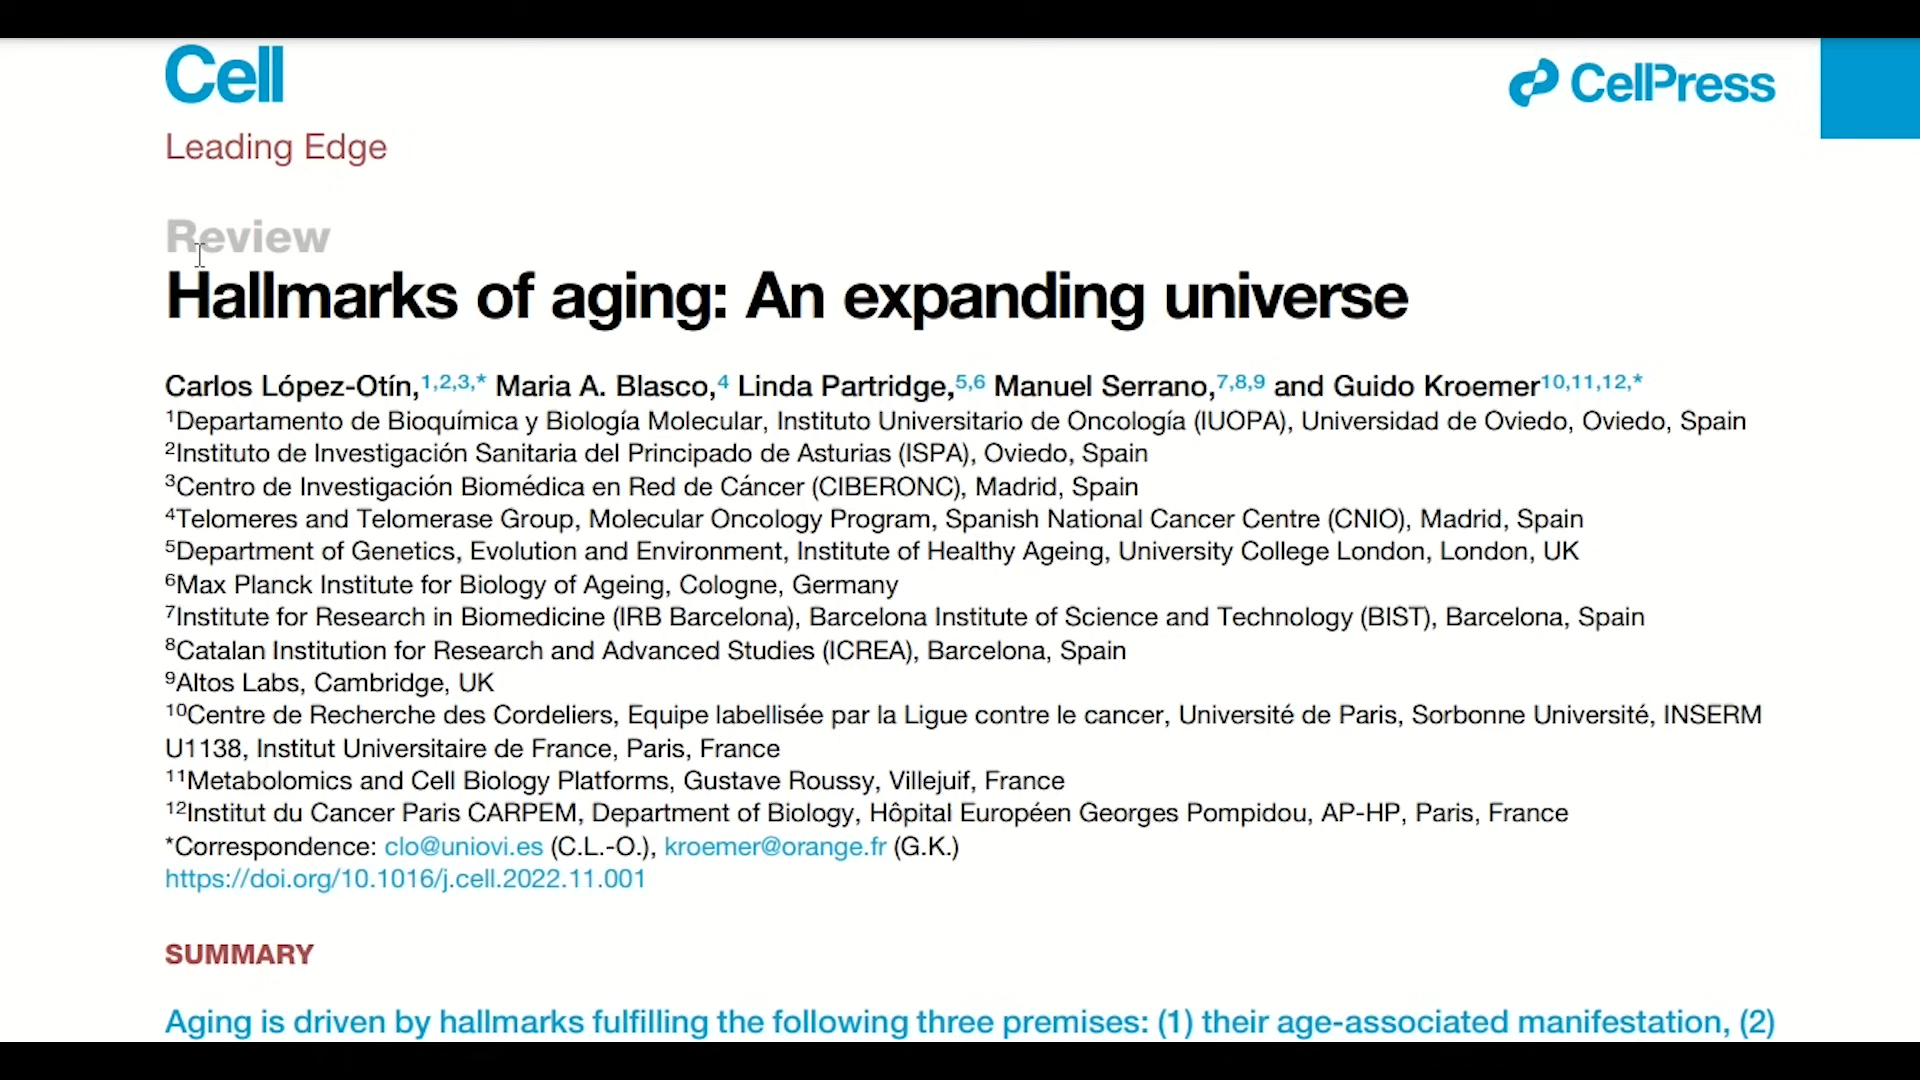 Cell
CellPress
Leading Edge
Review
Hallmarks of aging: An expanding universe
Carlos López-Otín,1,2,3,* Maria A. Blasco,4 Linda Partridge,5,6 Manuel Serrano,7,8,9 and Guido Kroemer10,11,12,*
1Departamento de Bioquímica y Biología Molecular, Instituto Universitario de Oncología (IUOPA), Universidad de Oviedo, Oviedo, Spain
2Instituto de Investigación Sanitaria del Principado de Asturias (ISPA), Oviedo, Spain
3Centro de Investigación Biomédica en Red de Cáncer (CIBERONC), Madrid, Spain
4Telomeres and Telomerase Group, Molecular Oncology Program, Spanish National Cancer Centre (CNIO), Madrid, Spain
5Department of Genetics, Evolution and Environment, Institute of Healthy Ageing, University College London, London, UK
6Max Planck Institute for Biology of Ageing, Cologne, Germany
7Institute for Research in Biomedicine (IRB Barcelona), Barcelona Institute of Science and Technology (BIST), Barcelona, Spain
8Catalan Institution for Research and Advanced Studies (ICREA), Barcelona, Spain
9Altos Labs, Cambridge, UK
10Centre de Recherche des Cordeliers, Equipe labellisée par la Ligue contre le cancer, Université de Paris, Sorbonne Université, INSERM
U1138, Institut Universitaire de France, Paris, France
11Metabolomics and Cell Biology Platforms, Gustave Roussy, Villejuif, France
12Institut du Cancer Paris CARPEM, Department of Biology, Hôpital Européen Georges Pompidou, AP-HP, Paris, France
*Correspondence: clo@uniovi.es (C.L.-O.), kroemer@orange.fr (G.K.)
https://doi.org/10.1016/j.cell.2022.11.001
SUMMARY
Aging is driven by hallmarks fulfilling the following three premises: (1) their age-associated manifestation, (2)